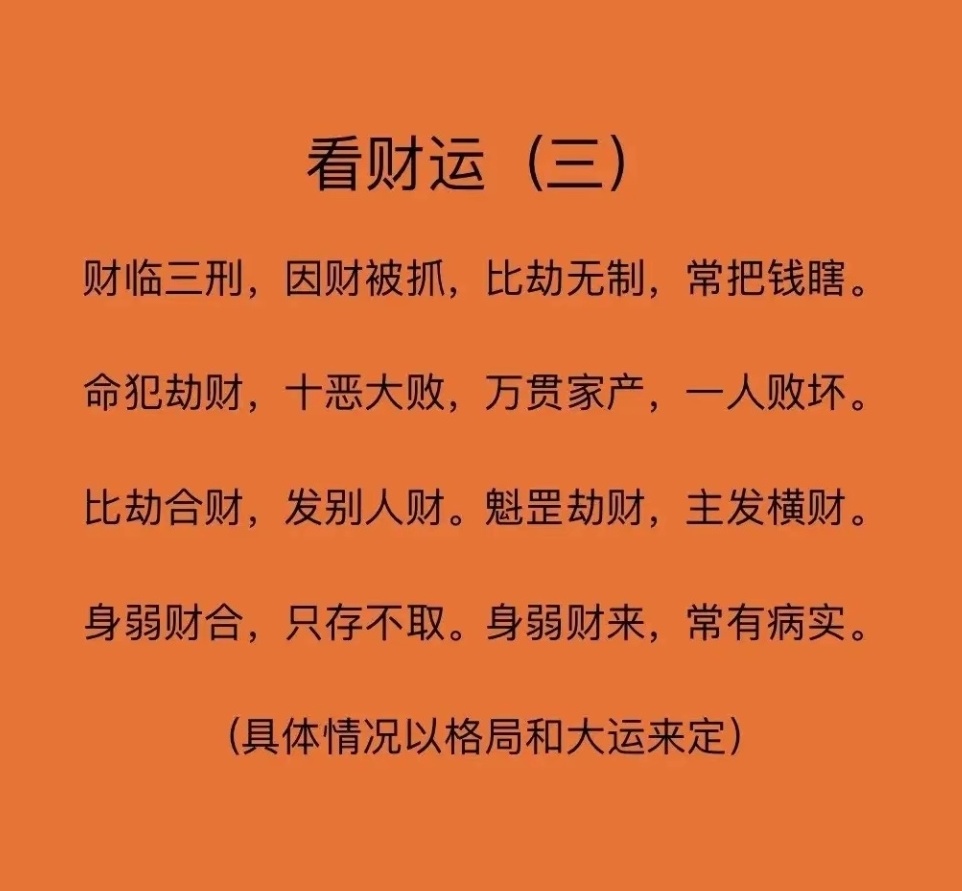 看财运（三）
财临三刑，因财被抓，比劫无制，常把钱瞎。
命犯劫财，十恶大败，万贯家产，一人败坏。
比劫合财，发别人财。魁罡劫财，主发横财。
身弱财合，只存不取。身弱财来，常有病实。
（具体情况以格局和大运来定）